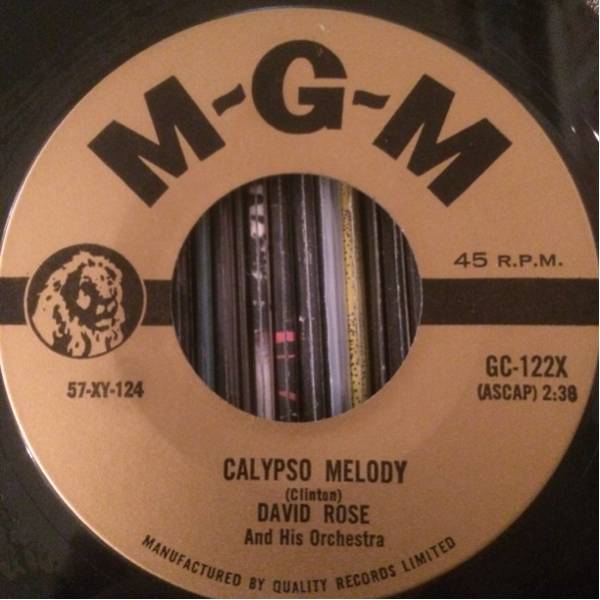 M-G-M
45 R.P.M.
57-XY-124
GC-122X
(ASCAP) 2:38
CALYPSO MELODY
(Clinton)
DAVID ROSE
And His Orchestra
MANUFACTURED BY QUALITY RECORDS LIMITED